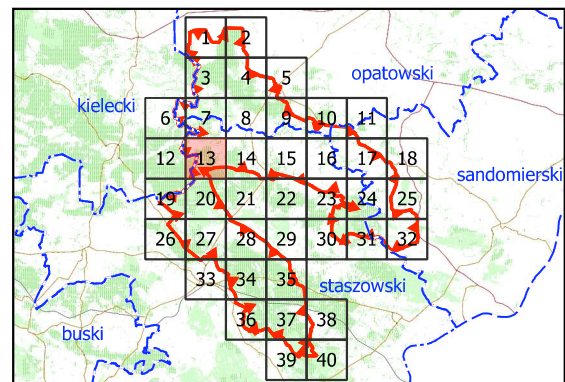 1 2
3 4 5
opatowski
kielecki
6 7 8 9 10 11
12 13 14 15 16 17 18
sandomierski
19 20 21 22 23 24 25
26 27 28 29 30 31 32
33 34 35
staszowski
36 37 38
buski
39 40